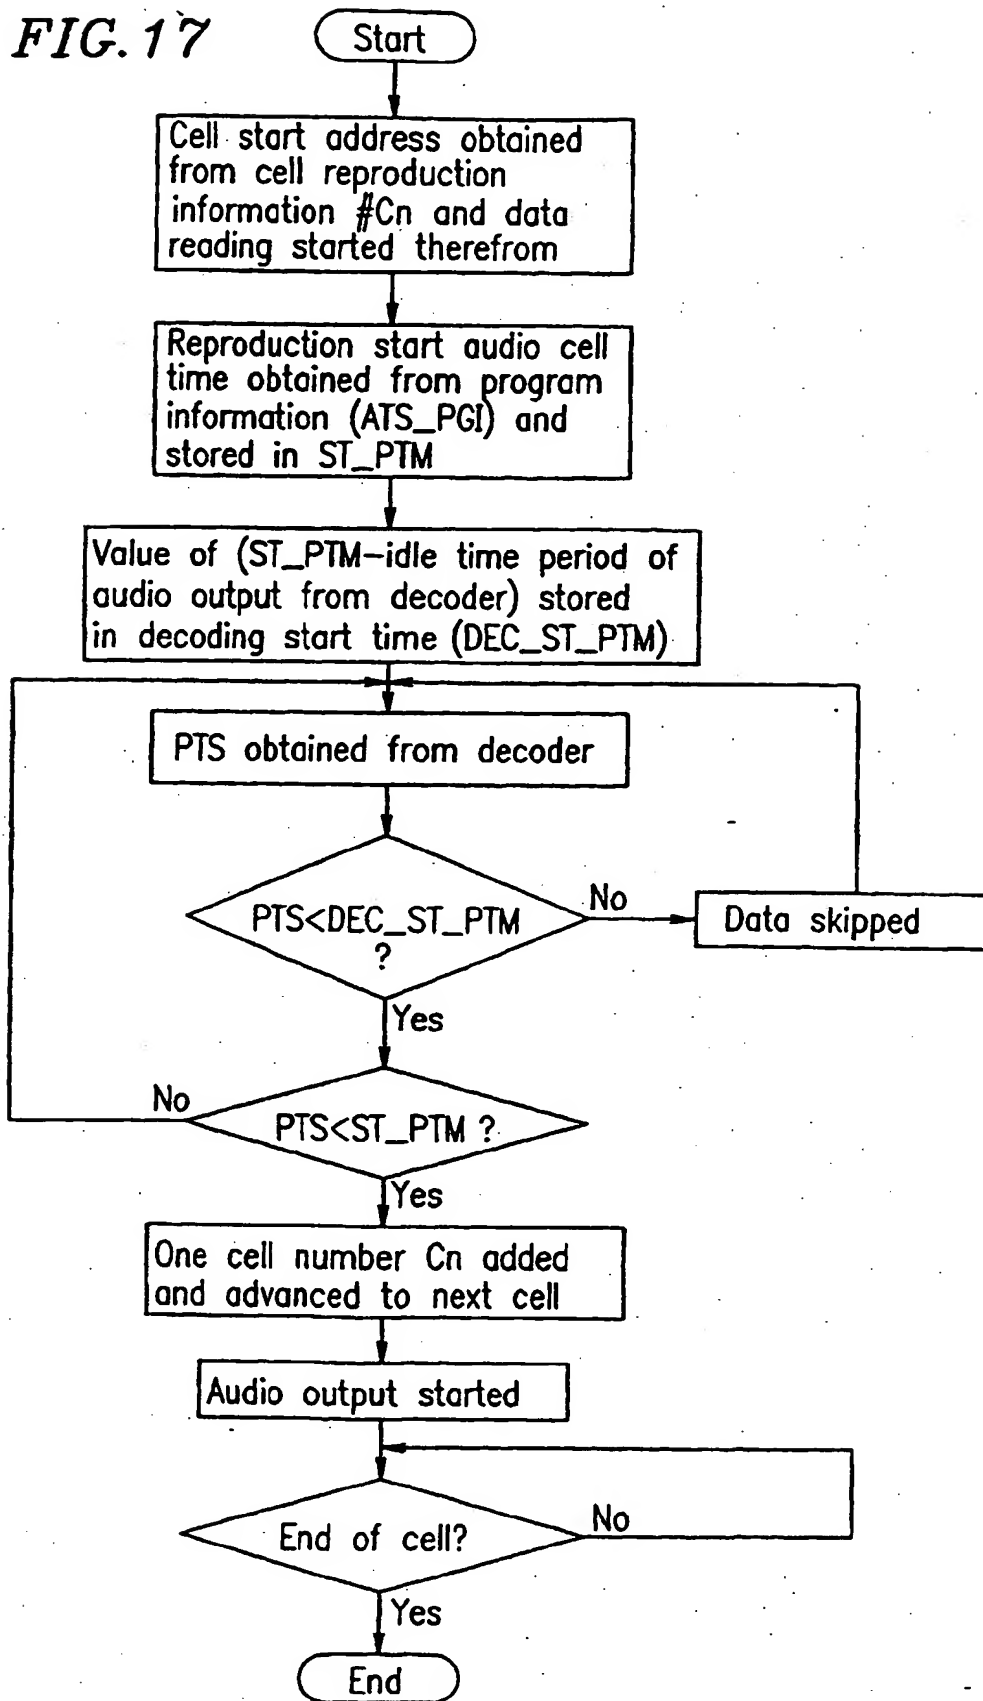 FIG.17
Start
Cell start address obtained
from cell reproduction
information #Cn and data
reading started therefrom
Reproduction start audio cell
time obtained from program
information (ATS_PGI) and
stored in ST_PTM
Value of (ST_PTM-idle time period of
audio output from decoder) stored
in decoding start time (DEC_ST_PTM)
PTS obtained from decoder
PTS<DEC_ST_PTM
?
No
Data skipped
Yes
No
PTS<ST_PTM ?
Yes
One cell number Cn added
and advanced to next cell
Audio output started
End of cell?
No
Yes
End